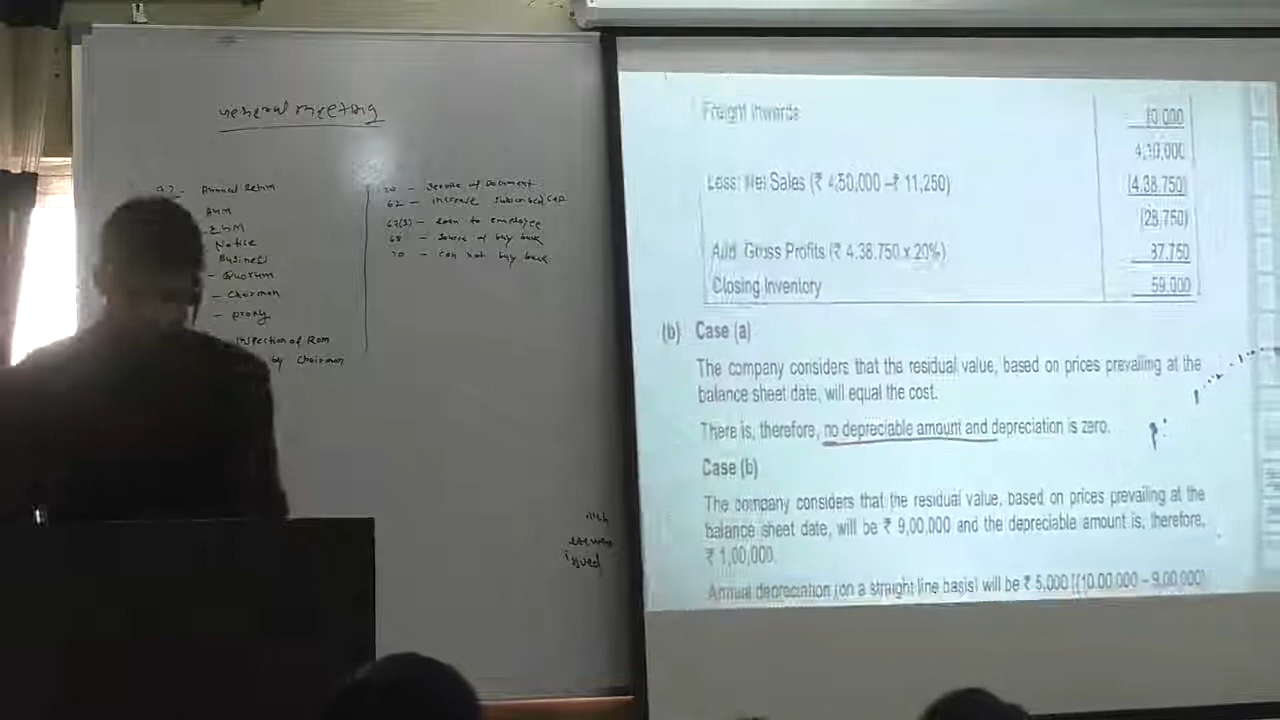 General meeting
92 - Annual Return
AGM
EGM
Notice
Business
- Quorum
- Chairman
- proxy
Inspection of
by Chairman
20 - Service of Document
62 - increase subscribed cap
67(3) - Loan to employee
68 - Source of buy back
70 - Can not buy back
issued
Freight Inwards 10,000
4,10,000
Less: Net Sales (₹ 4,50,000 –₹ 11,250) (4,38,750)
(28,750)
Add: Gross Profits (₹ 4,38,750 x 20%) 87,750
Closing Inventory 59,000
(b) Case (a)
The company considers that the residual value, based on prices prevailing at the
balance sheet date, will equal the cost.
There is, therefore, no depreciable amount and depreciation is zero.
Case (b)
The company considers that the residual value, based on prices prevailing at the
balance sheet date, will be ₹ 9,00,000 and the depreciable amount is, therefore,
₹ 1,00,000.
Annual depreciation (on a straight line basis) will be ₹ 5,000 [(10,00,000 – 9,00,000)